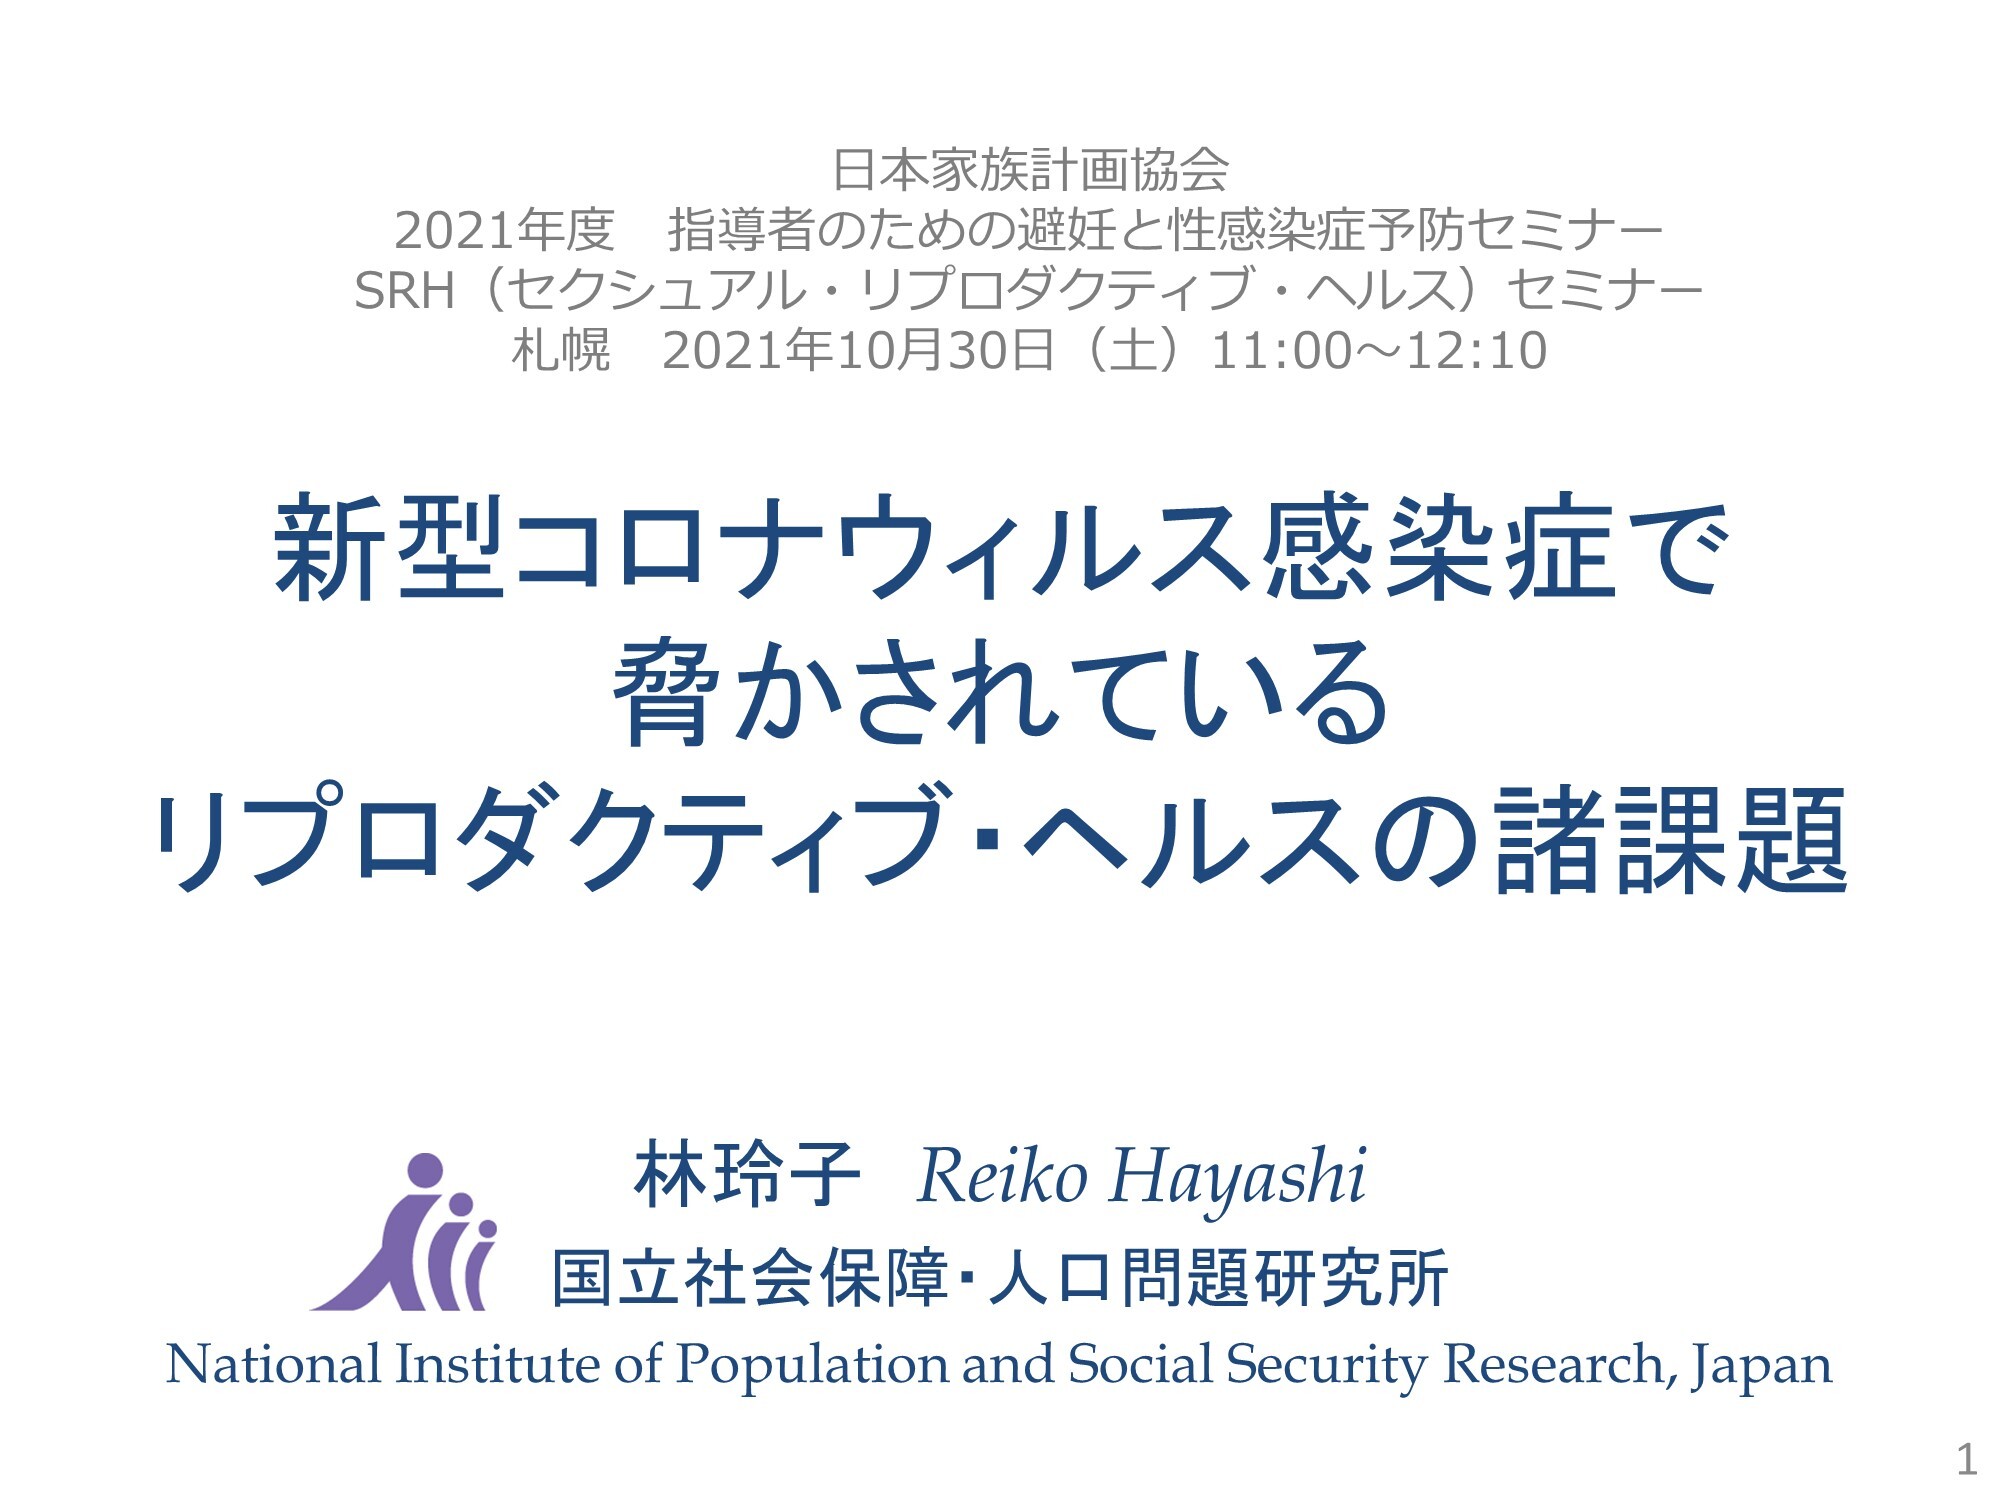 日本家族計画協会
2021年度　指導者のための避妊と性感染症予防セミナー
SRH（セクシュアル・リプロダクティブ・ヘルス）セミナー
札幌　2021年10月30日（土）11:00～12:10
新型コロナウィルス感染症で
脅かされている
リプロダクティブ・ヘルスの諸課題
林玲子　Reiko Hayashi
国立社会保障・人口問題研究所
National Institute of Population and Social Security Research, Japan
1